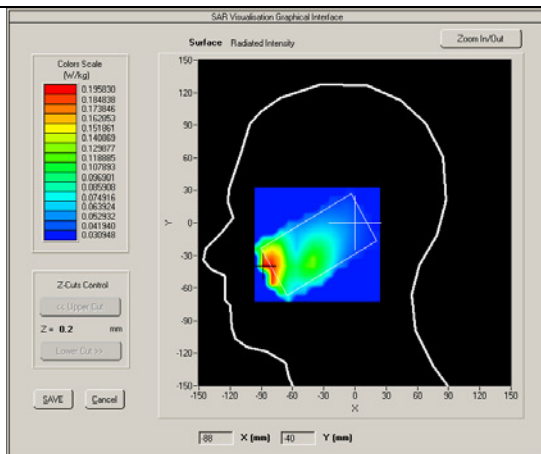 SAR Visualisation Graphical Interface
Surface Radiated Intensity
Zoom In/Out
Colors Scale
(W/kg)
0.195830
0.184838
0.173846
0.162853
0.151861
0.140869
0.129877
0.118885
0.107893
0.096901
0.085908
0.074916
0.063924
0.052932
0.041940
0.030948
Z-Cuts Control
<< Upper Cut
Z = 0.2 mm
Lower Cut >>
SAVE Cancel
150
120
90
60
30
0
-30
-60
-90
-120
-150
Y
-150 -120 -90 -60 -30 0 30 60 90 120 150
X
-88 X (mm) -40 Y (mm)